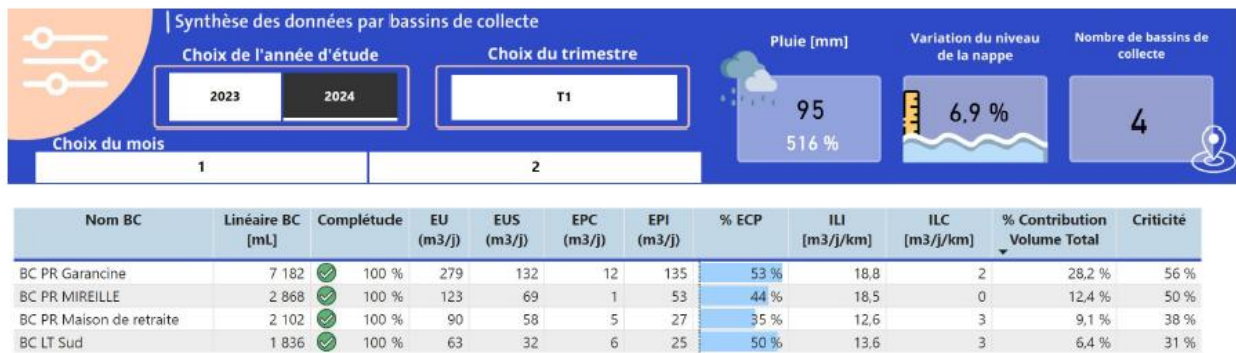 Synthèse des données par bassins de collecte
Choix de l'année d'étude
Choix du trimestre
Pluie [mm]
Variation du niveau
de la nappe
Nombre de bassins de
collecte
2023 2024
T1
95
516 %
6,9 %
4
Choix du mois
1 2
Nom BC Linéaire BC [mL] Complétude EU (m3/j) EUS (m3/j) EPC (m3/j) EPI (m3/j) % ECP ILI [m3/j/km] ILC [m3/j/km] % Contribution Volume Total Criticité
BC PR Garancine 7 182 100 % 279 132 12 135 53 % 18,8 2 28,2 % 56 %
BC PR MIREILLE 2 868 100 % 123 69 1 53 44 % 18,5 0 12,4 % 50 %
BC PR Maison de retraite 2 102 100 % 90 58 5 27 35 % 12,6 3 9,1 % 38 %
BC LT Sud 1 836 100 % 63 32 6 25 50 % 13,6 3 6,4 % 31 %